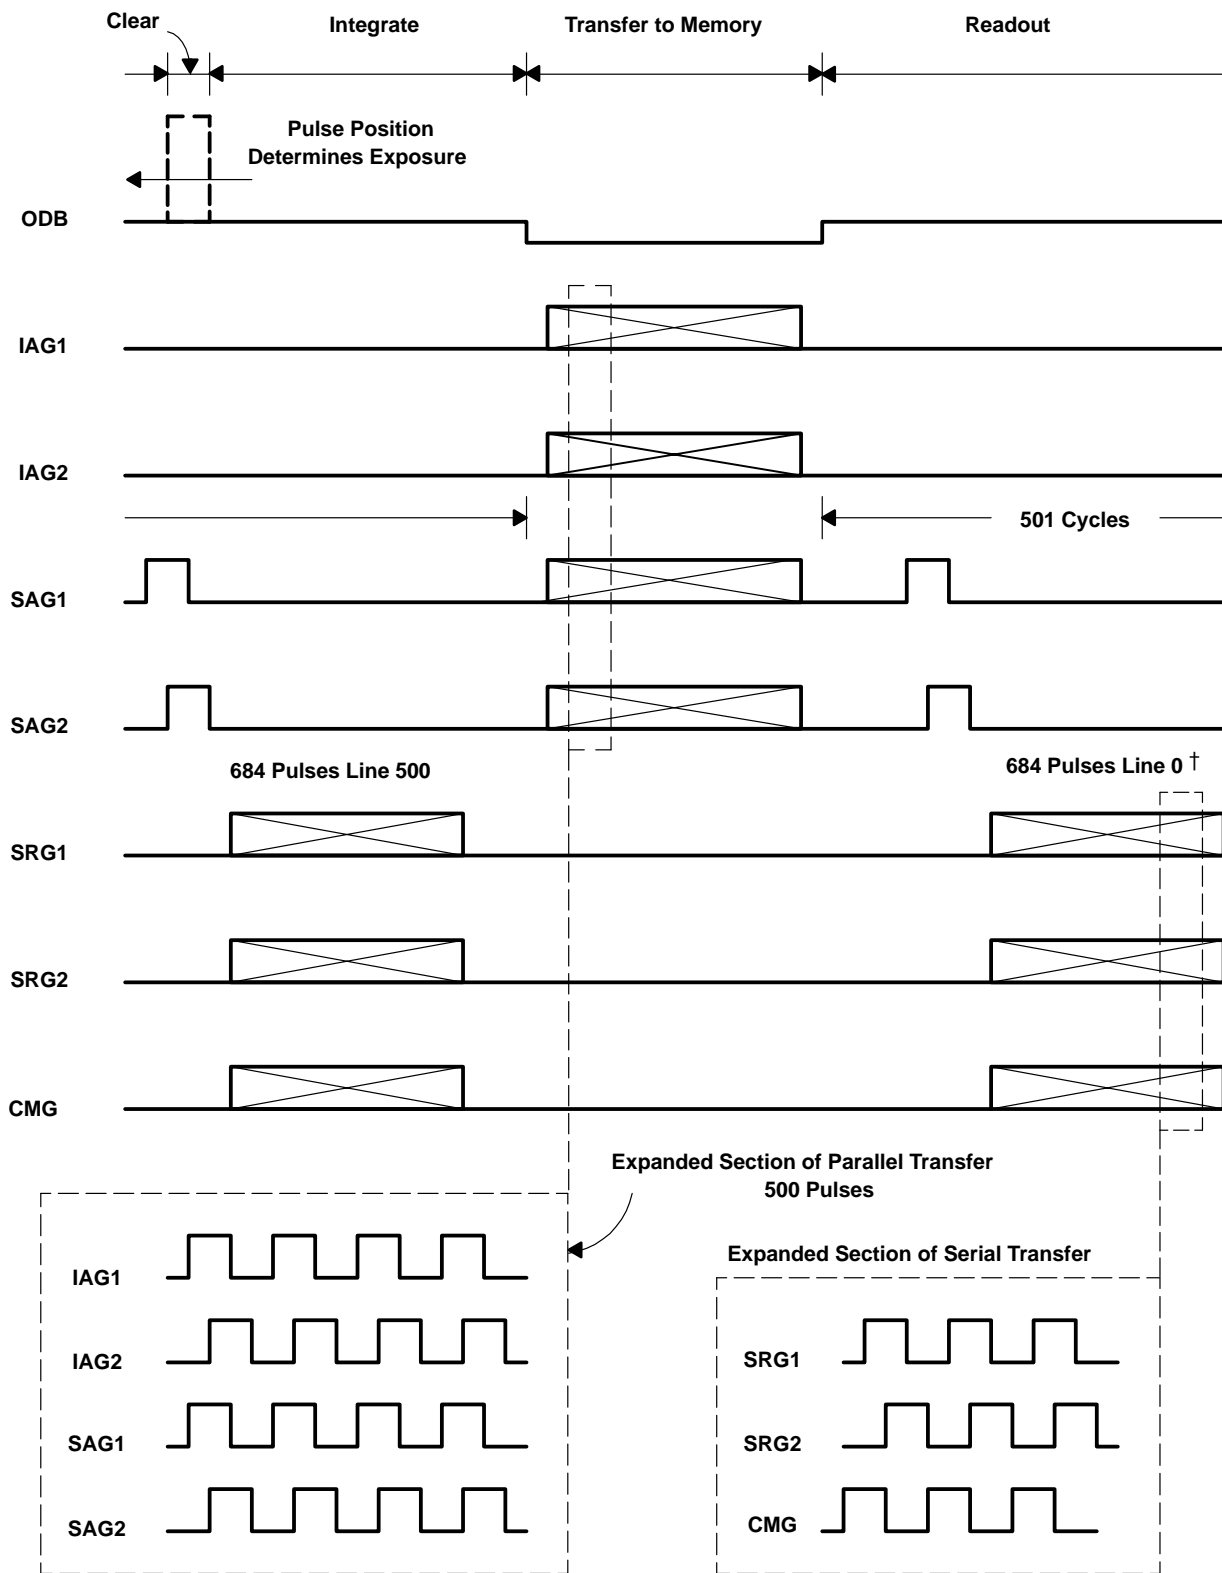 Clear
Integrate
Transfer to Memory
Readout
Pulse Position
Determines Exposure
ODB
IAG1
IAG2
501 Cycles
SAG1
SAG2
684 Pulses Line 500
684 Pulses Line 0 †
SRG1
SRG2
CMG
Expanded Section of Parallel Transfer
500 Pulses
Expanded Section of Serial Transfer
IAG1
IAG2
SAG1
SAG2
SRG1
SRG2
CMG